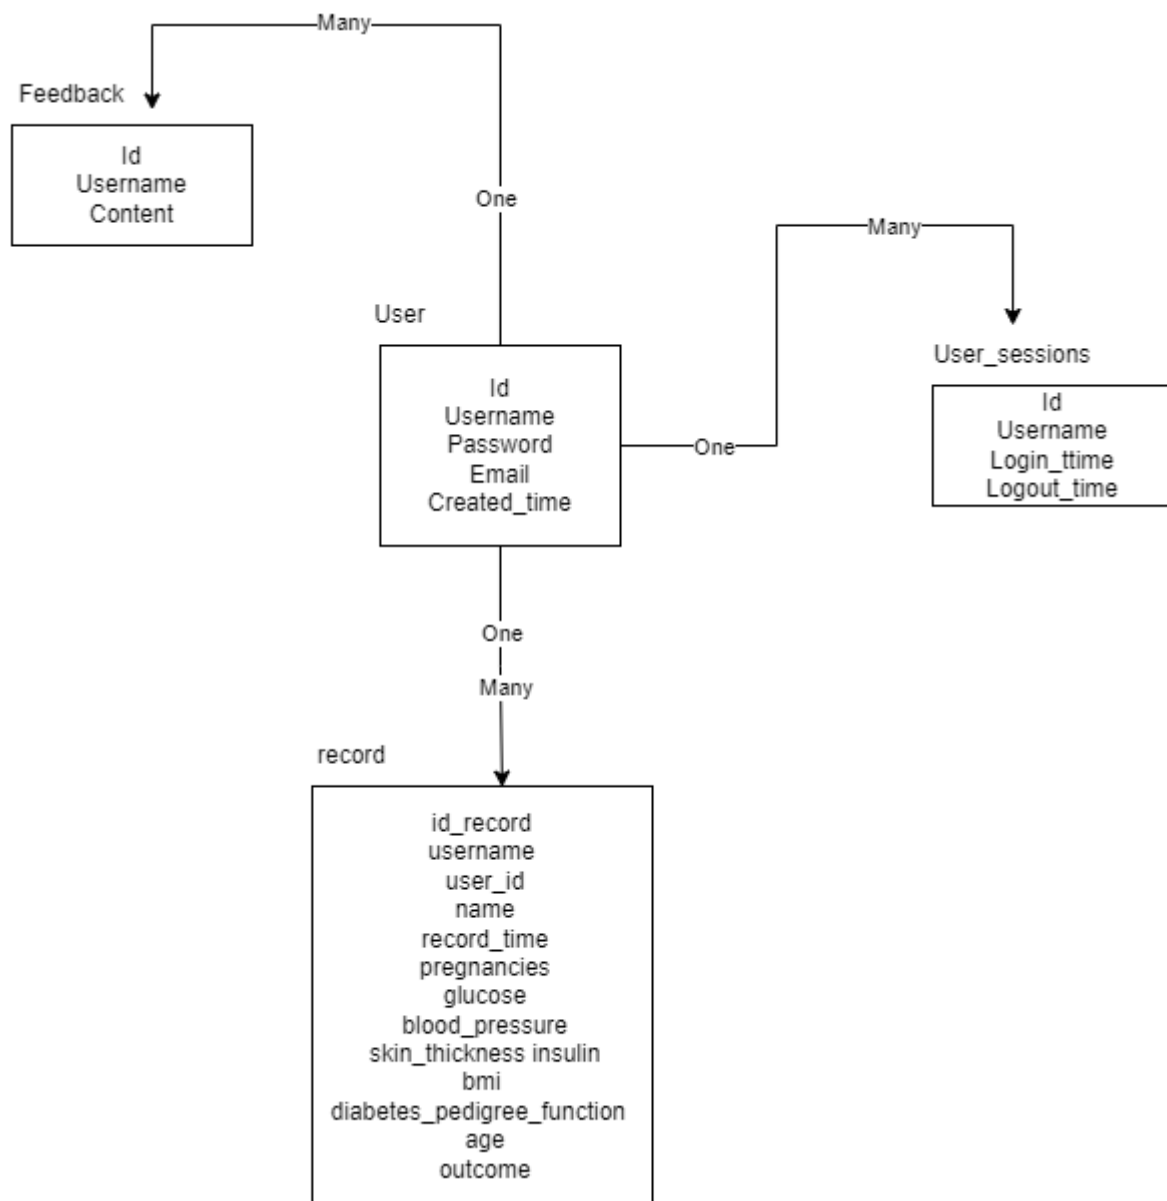 Many
Feedback
Id
Username
Content
One
Many
User
User_sessions
Id
Username
Password
Email
Created_time
One
Id
Username
Login_ttime
Logout_time
One
Many
record
id_record
username
user_id
name
record_time
pregnancies
glucose
blood_pressure
skin_thickness insulin
bmi
diabetes_pedigree_function
age
outcome